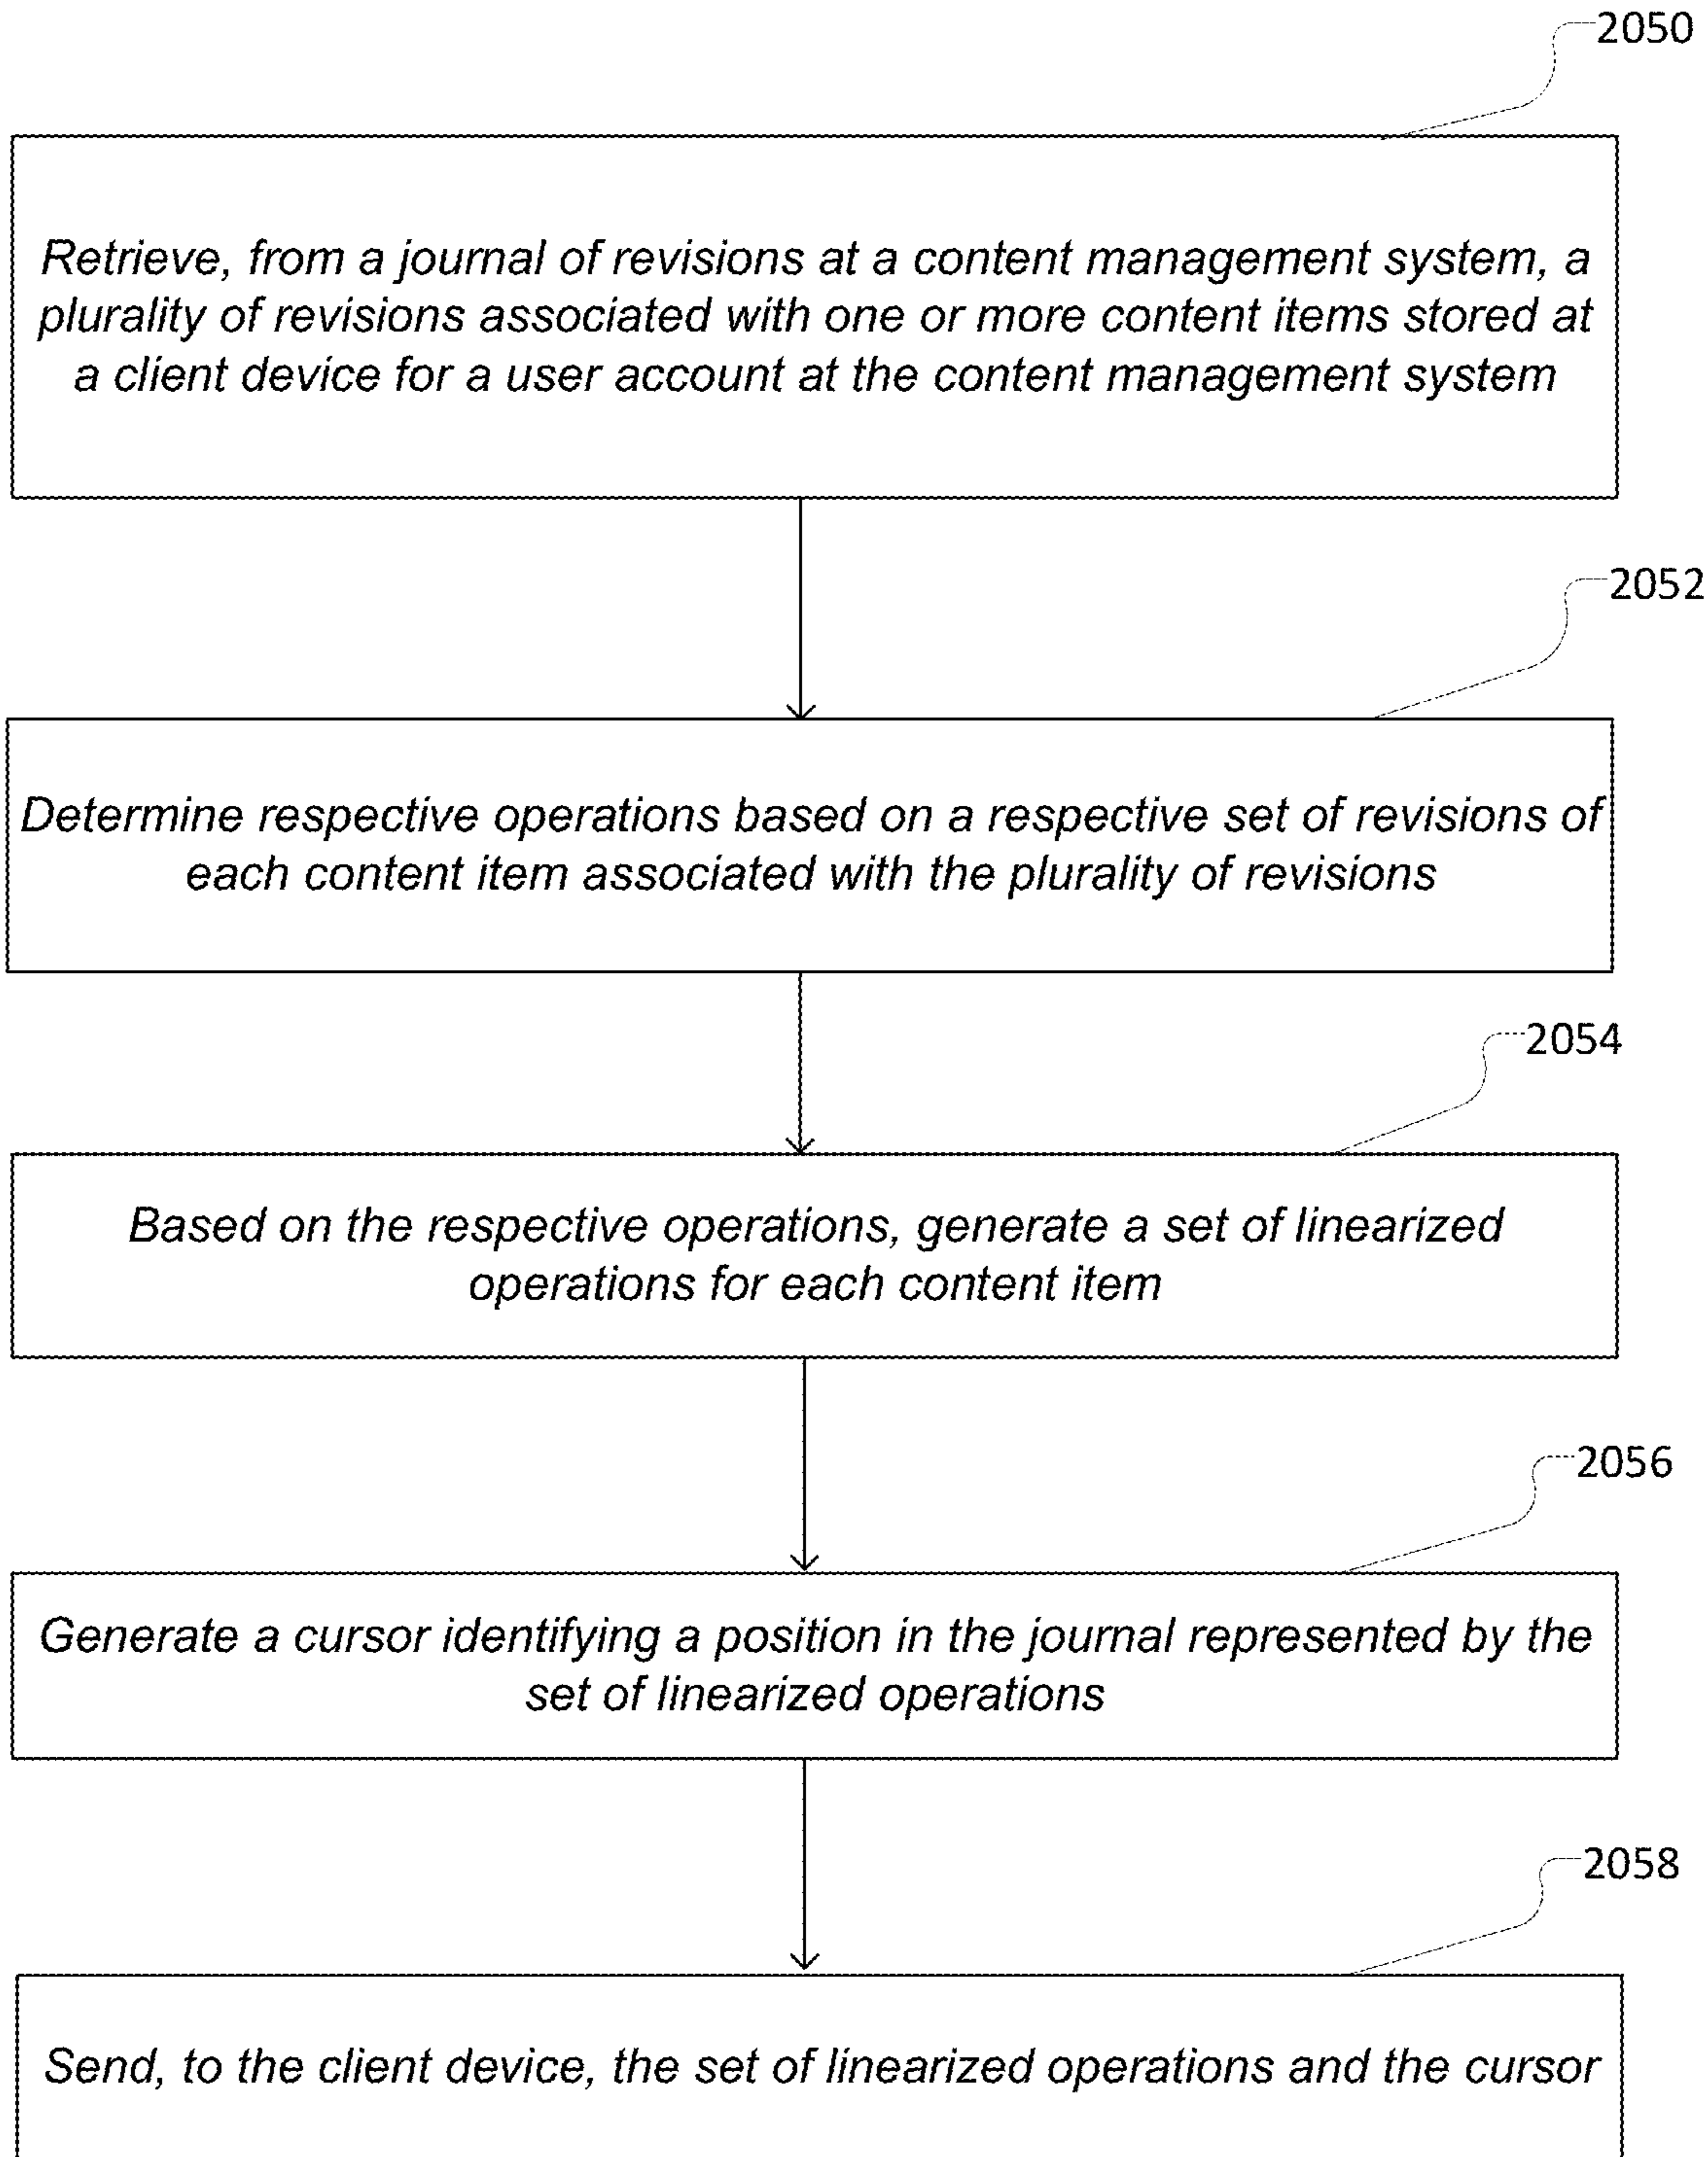 2050
Retrieve, from a journal of revisions at a content management system, a
plurality of revisions associated with one or more content items stored at
a client device for a user account at the content management system
2052
Determine respective operations based on a respective set of revisions of
each content item associated with the plurality of revisions
2054
Based on the respective operations, generate a set of linearized
operations for each content item
2056
Generate a cursor identifying a position in the journal represented by the
set of linearized operations
2058
Send, to the client device, the set of linearized operations and the cursor